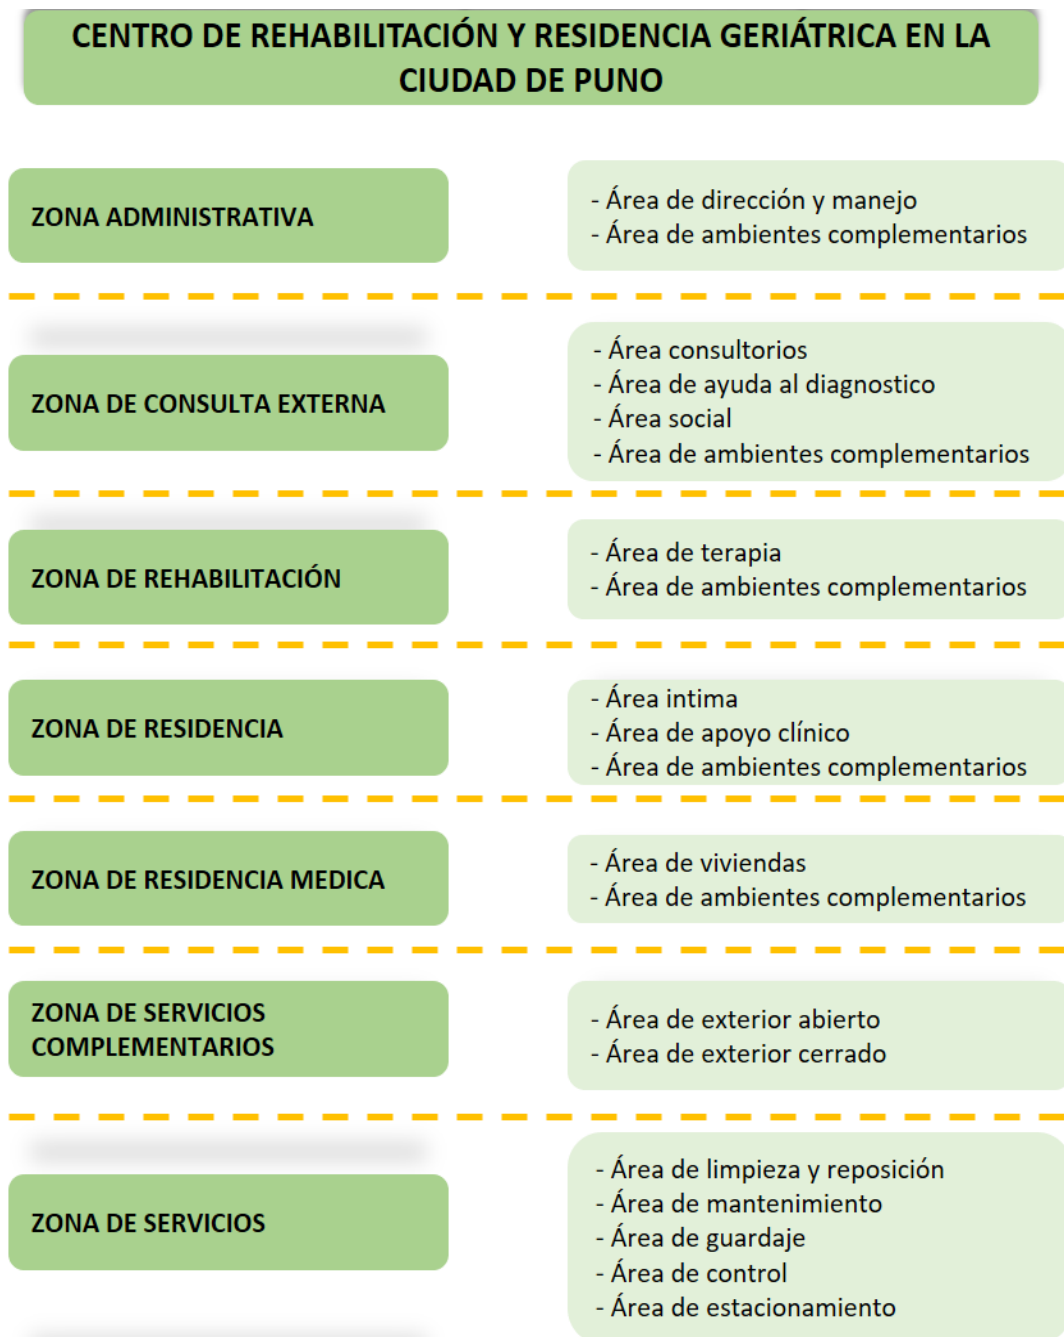 CENTRO DE REHABILITACIÓN Y RESIDENCIA GERIÁTRICA EN LA
CIUDAD DE PUNO
ZONA ADMINISTRATIVA
- Área de dirección y manejo
- Área de ambientes complementarios
ZONA DE CONSULTA EXTERNA
- Área consultorios
- Área de ayuda al diagnostico
- Área social
- Área de ambientes complementarios
ZONA DE REHABILITACIÓN
- Área de terapia
- Área de ambientes complementarios
ZONA DE RESIDENCIA
- Área intima
- Área de apoyo clínico
- Área de ambientes complementarios
ZONA DE RESIDENCIA MEDICA
- Área de viviendas
- Área de ambientes complementarios
ZONA DE SERVICIOS
COMPLEMENTARIOS
- Área de exterior abierto
- Área de exterior cerrado
ZONA DE SERVICIOS
- Área de limpieza y reposición
- Área de mantenimiento
- Área de guardaje
- Área de control
- Área de estacionamiento